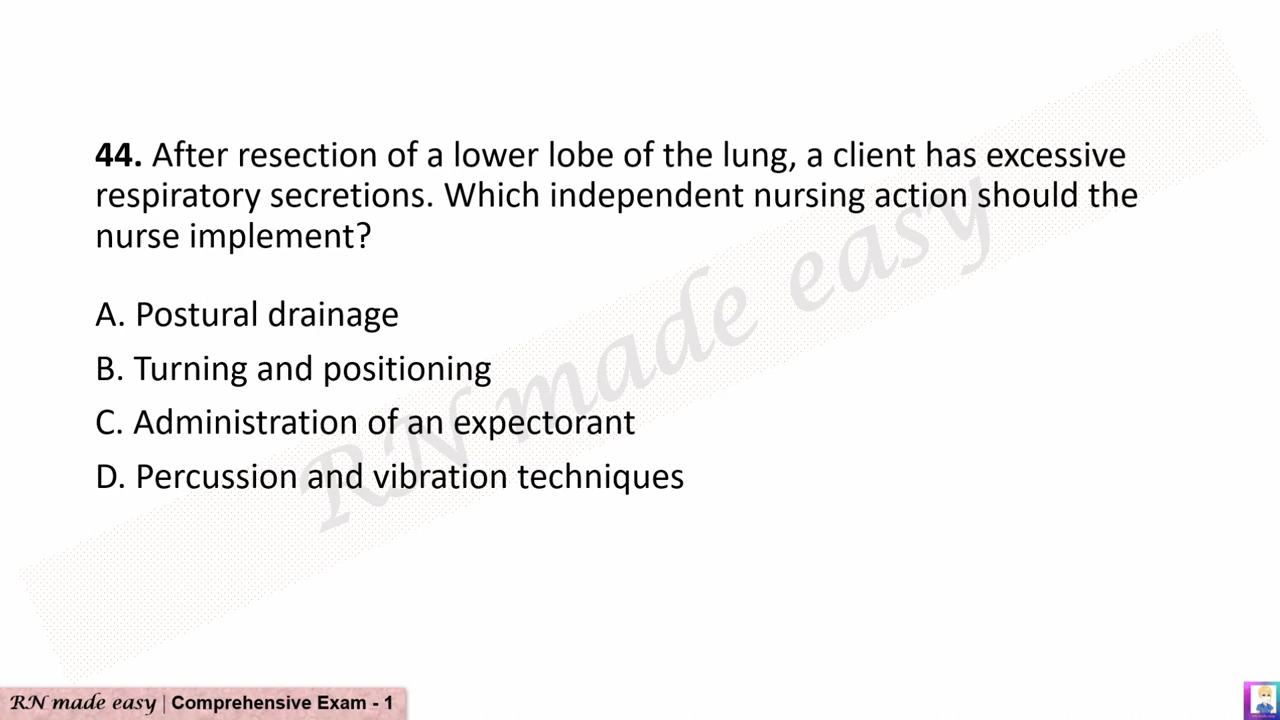 44. After resection of a lower lobe of the lung, a client has excessive
respiratory secretions. Which independent nursing action should the
nurse implement?
A. Postural drainage
B. Turning and positioning
C. Administration of an expectorant
D. Percussion and vibration techniques
RN made easy
RN made easy | Comprehensive Exam - 1